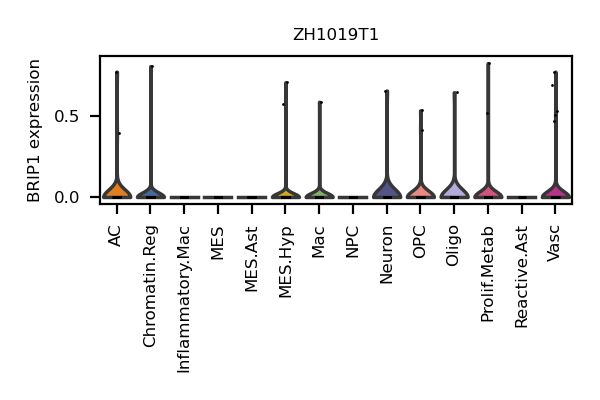 ZH1019T1
BRIP1 expression
0.5
0.0
AC
Chromatin.Reg
Inflammatory.Mac
MES
MES.Ast
MES.Hyp
Mac
NPC
Neuron
OPC
Oligo
Prolif.Metab
Reactive.Ast
Vasc